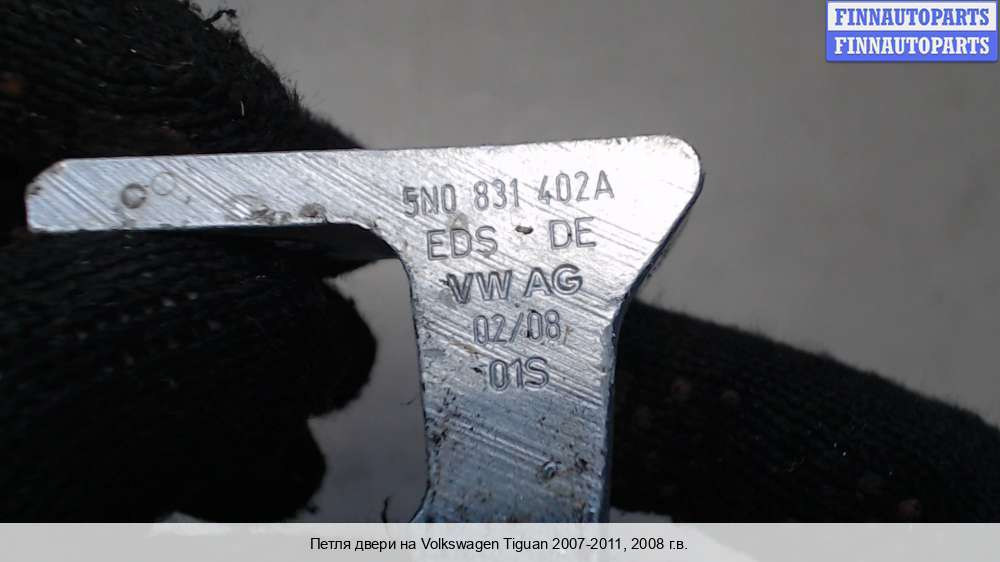 FINNAUTOPARTS
FINNAUTOPARTS
5N0 831 402A
EDS DE
VW AG
02/08
01S
Петля двери на Volkswagen Tiguan 2007-2011, 2008 г.в.